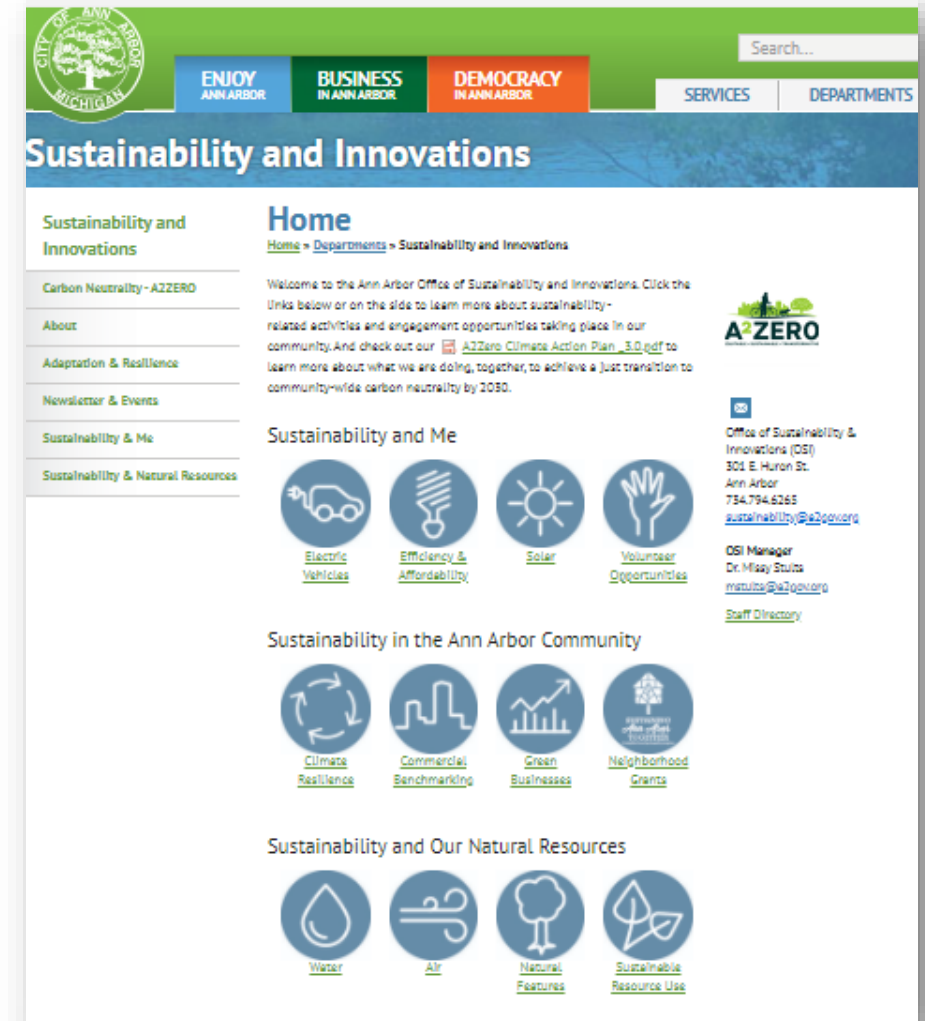 CITY OF ANN ARBOR
MICHIGAN
Search...
ENJOY
ANN ARBOR
BUSINESS
IN ANN ARBOR
DEMOCRACY
IN ANN ARBOR
SERVICES
DEPARTMENTS
Sustainability and Innovations
Sustainability and
Innovations
Carbon Neutrality - A2ZERO
About
Adaptation & Resilience
Newsletter & Events
Sustainability & Me
Sustainability & Natural Resources
Home
Home » Departments » Sustainability and Innovations
Welcome to the Ann Arbor Office of Sustainability and Innovations. Click the
links below or on the side to learn more about sustainability-
related activities and engagement opportunities taking place in our
community. And check out our A2Zero Climate Action Plan _3.0.pdf to
learn more about what we are doing, together, to achieve a just transition to
community-wide carbon neutrality by 2030.
Sustainability and Me
Electric
Vehicles
Efficiency &
Affordability
Solar
Volunteer
Opportunities
Sustainability in the Ann Arbor Community
Climate
Resilience
Commercial
Benchmarking
Green
Businesses
Ann Arbor
Neighborhood
Grants
Sustainability and Our Natural Resources
Water
Air
Natural
Features
Sustainable
Resource Use
A²ZERO
Office of Sustainability &
Innovations (OSI)
301 E. Huron St.
Ann Arbor
734.794.6265
sustainability@a2gov.org
OSI Manager
Dr. Missy Stults
mstults@a2gov.org
Staff Directory